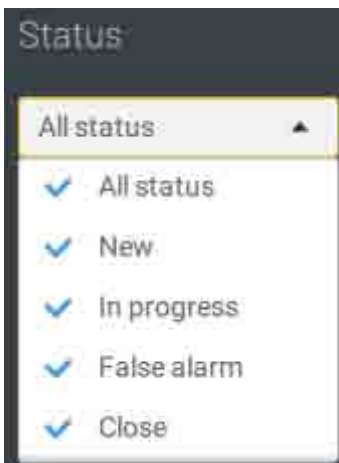 Status
All status
All status
New
In progress
False alarm
Close